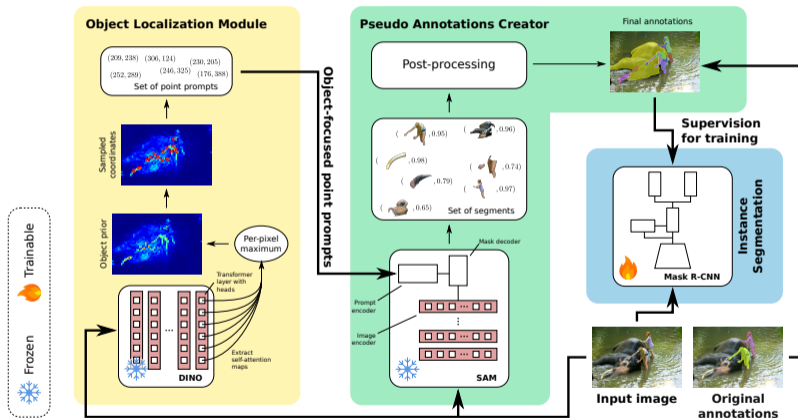 Object Localization Module
(209, 238)
(306, 124)
(230, 205)
(252, 289)
(246, 325)
(176, 388)
Set of point prompts
Sampled
coordinates
Object prior
Per-pixel
maximum
Transformer
layer with
heads
...
Extract
self-attention
maps
DINO
Trainable
Frozen
Object-focused point prompts
Pseudo Annotations Creator
Post-processing
( , 0.95)
( , 0.96)
( , 0.98)
( , 0.74)
( , 0.79)
( , 0.97)
( , 0.65)
Set of segments
Mask decoder
Prompt
encoder
Image
encoder
...
...
...
...
SAM
Final annotations
Supervision
for training
Mask R-CNN
Instance
Segmentation
Input image
Original
annotations